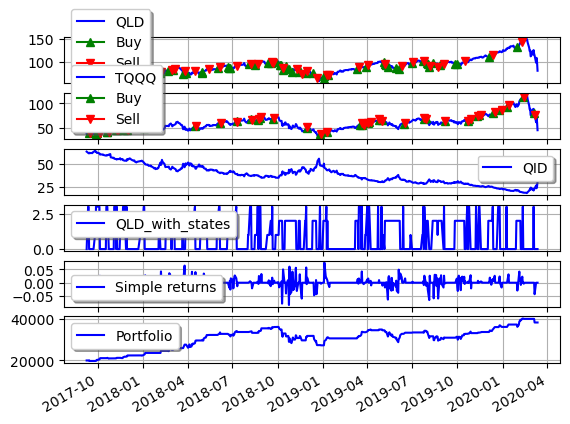 QLD
Buy
Sell
150
100
TQQQ
Buy
Sell
100
50
QID
50
25
QLD_with_states
2.5
0.0
Simple returns
0.05
0.00
−0.05
Portfolio
40000
20000
2017-10
2018-01
2018-04
2018-07
2018-10
2019-01
2019-04
2019-07
2019-10
2020-01
2020-04